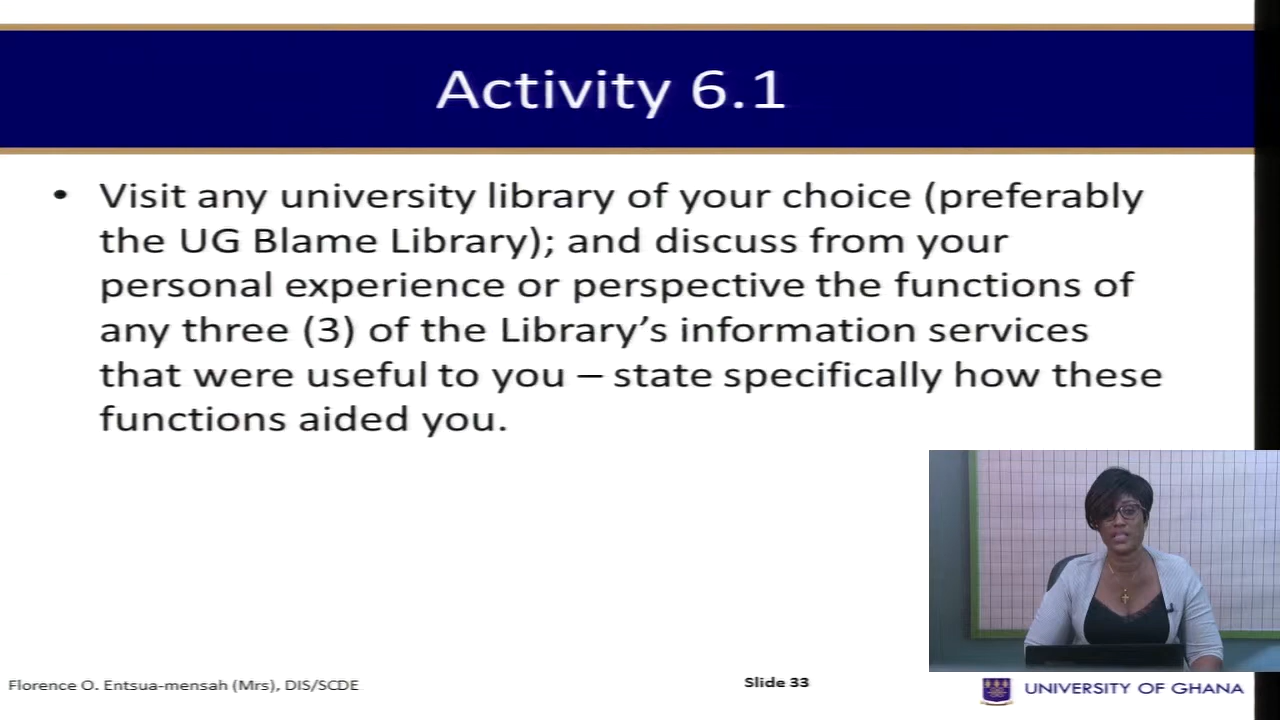 Activity 6.1
• Visit any university library of your choice (preferably
the UG Blame Library); and discuss from your
personal experience or perspective the functions of
any three (3) of the Library’s information services
that were useful to you – state specifically how these
functions aided you.
Florence O. Entsua-mensah (Mrs), DIS/SCDE
Slide 33
UNIVERSITY OF GHANA